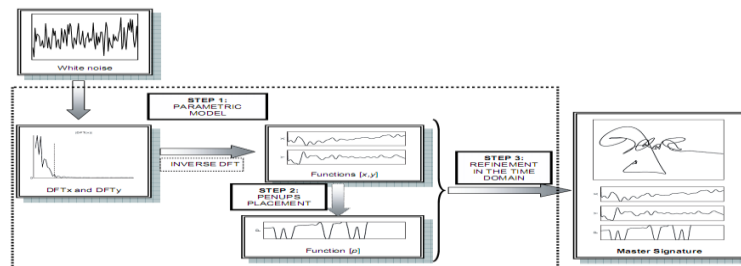 White noise
STEP 1:
PARAMETRIC
MODEL
DFTx and DFTy
INVERSE DFT
Functions [x,y]
STEP 2:
PENUPS
PLACEMENT
Function [p]
STEP 3:
REFINEMENT
IN THE TIME
DOMAIN
Master Signature